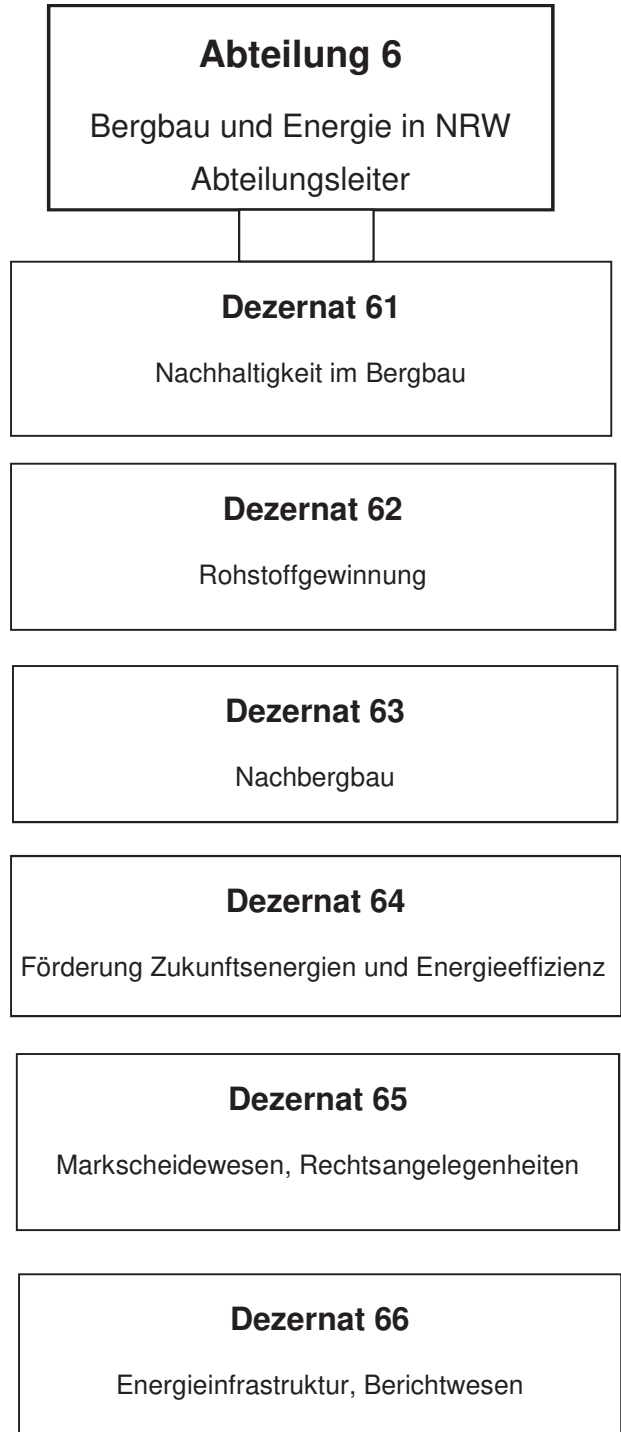 Abteilung 6
Bergbau und Energie in NRW
Abteilungsleiter
Dezernat 61
Nachhaltigkeit im Bergbau
Dezernat 62
Rohstoffgewinnung
Dezernat 63
Nachbergbau
Dezernat 64
Förderung Zukunftsenergien und Energieeffizienz
Dezernat 65
Markscheidewesen, Rechtsangelegenheiten
Dezernat 66
Energieinfrastruktur, Berichtwesen